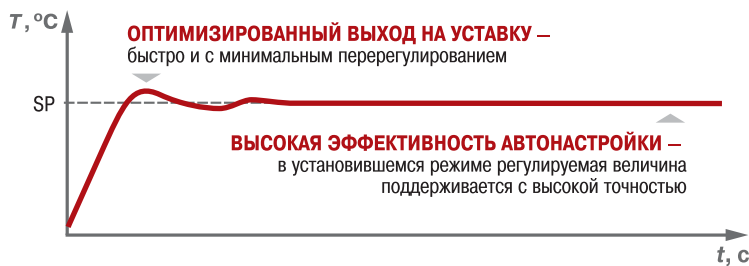 T, °C
ОПТИМИЗИРОВАННЫЙ ВЫХОД НА УСТАВКУ –
быстро и с минимальным перерегулированием
SP
ВЫСОКАЯ ЭФФЕКТИВНОСТЬ АВТОНАСТРОЙКИ –
в установившемся режиме регулируемая величина
поддерживается с высокой точностью
t, с